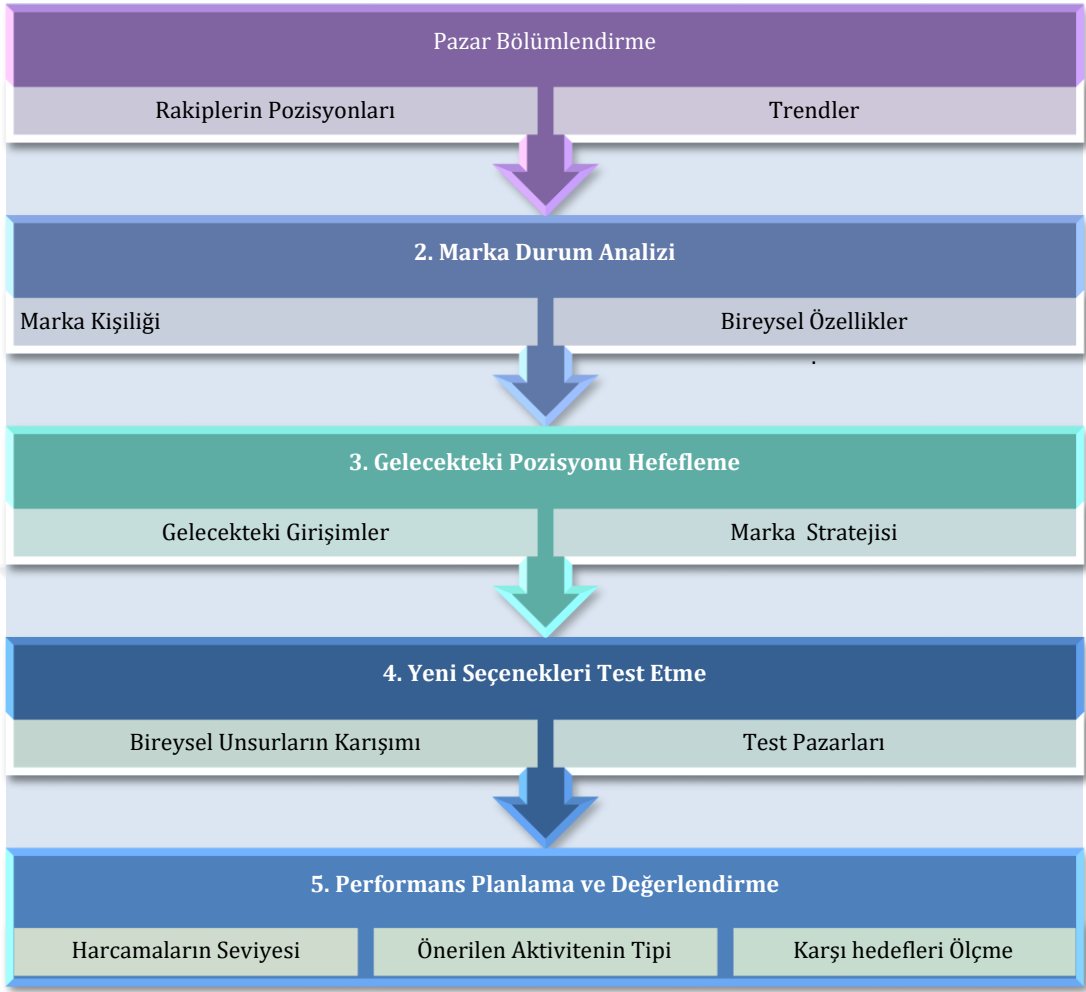 Pazar Bölümlendirme
Rakiplerin Pozisyonları
Trendler
2. Marka Durum Analizi
Marka Kişiliği
Bireysel Özellikler
.
3. Gelecekteki Pozisyonu Hefefleme
Gelecekteki Girişimler
Marka  Stratejisi
4. Yeni Seçenekleri Test Etme
Bireysel Unsurların Karışımı
Test Pazarları
5. Performans Planlama ve Değerlendirme
Harcamaların Seviyesi
Önerilen Aktivitenin Tipi
Karşı hedefleri Ölçme